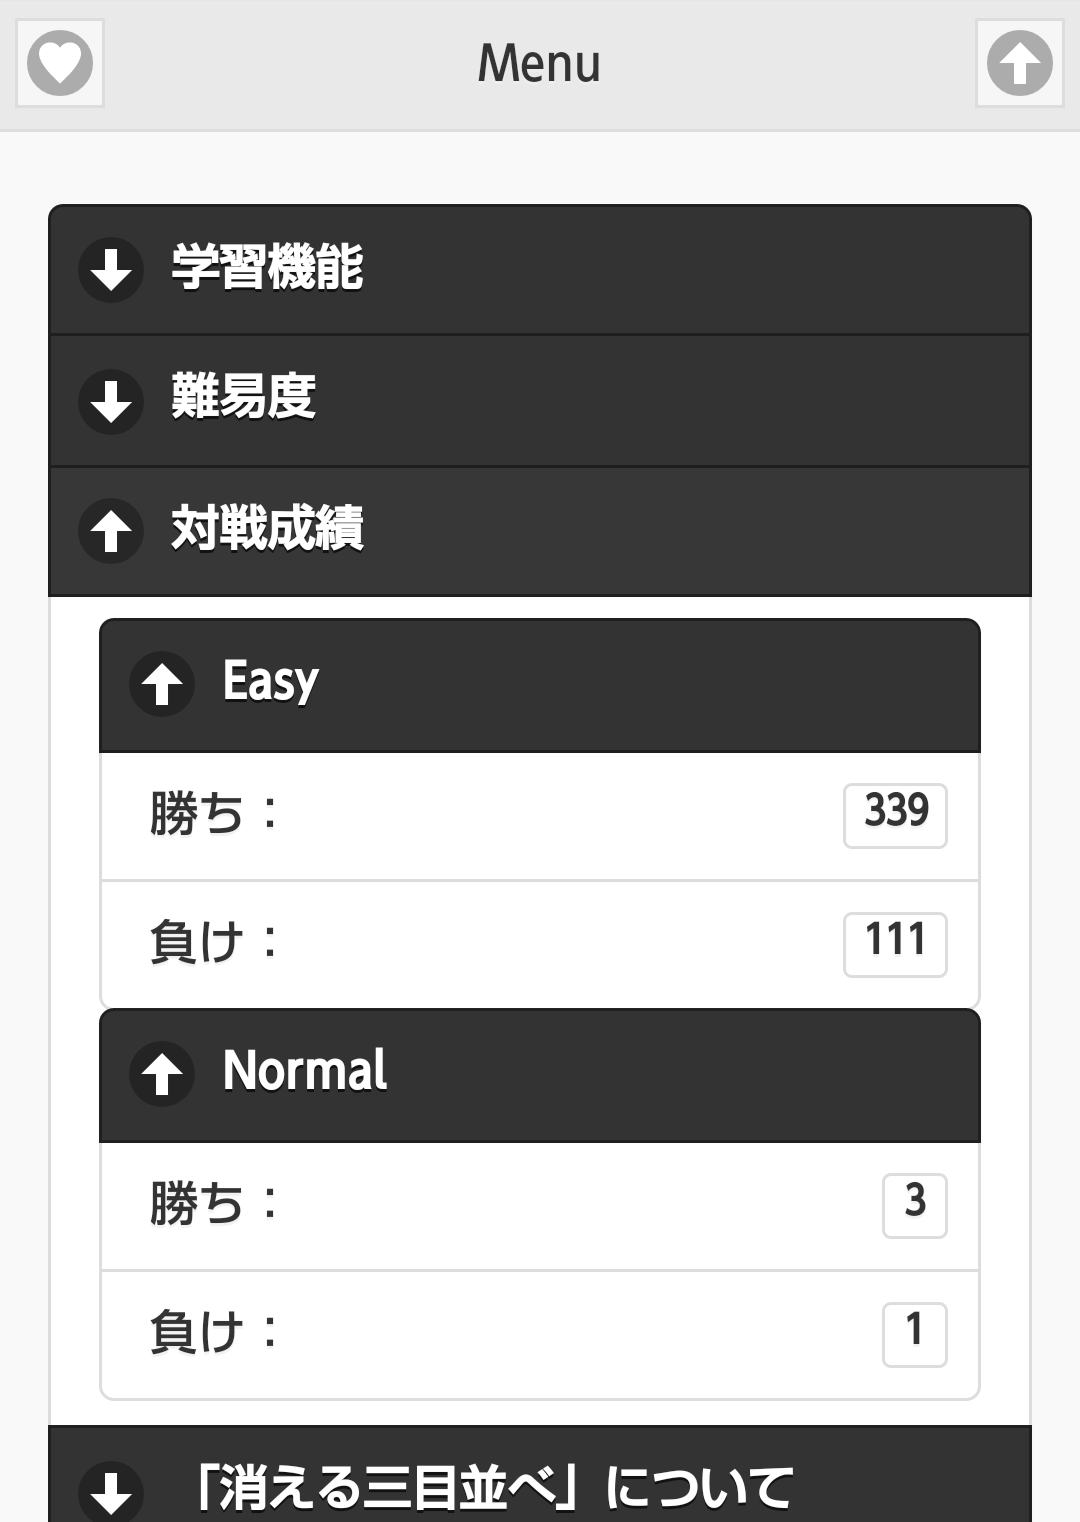 Menu
学習機能
難易度
対戦成績
Easy
勝ち：
339
負け：
111
Normal
勝ち：
3
負け：
1
「消える三目並べ」について